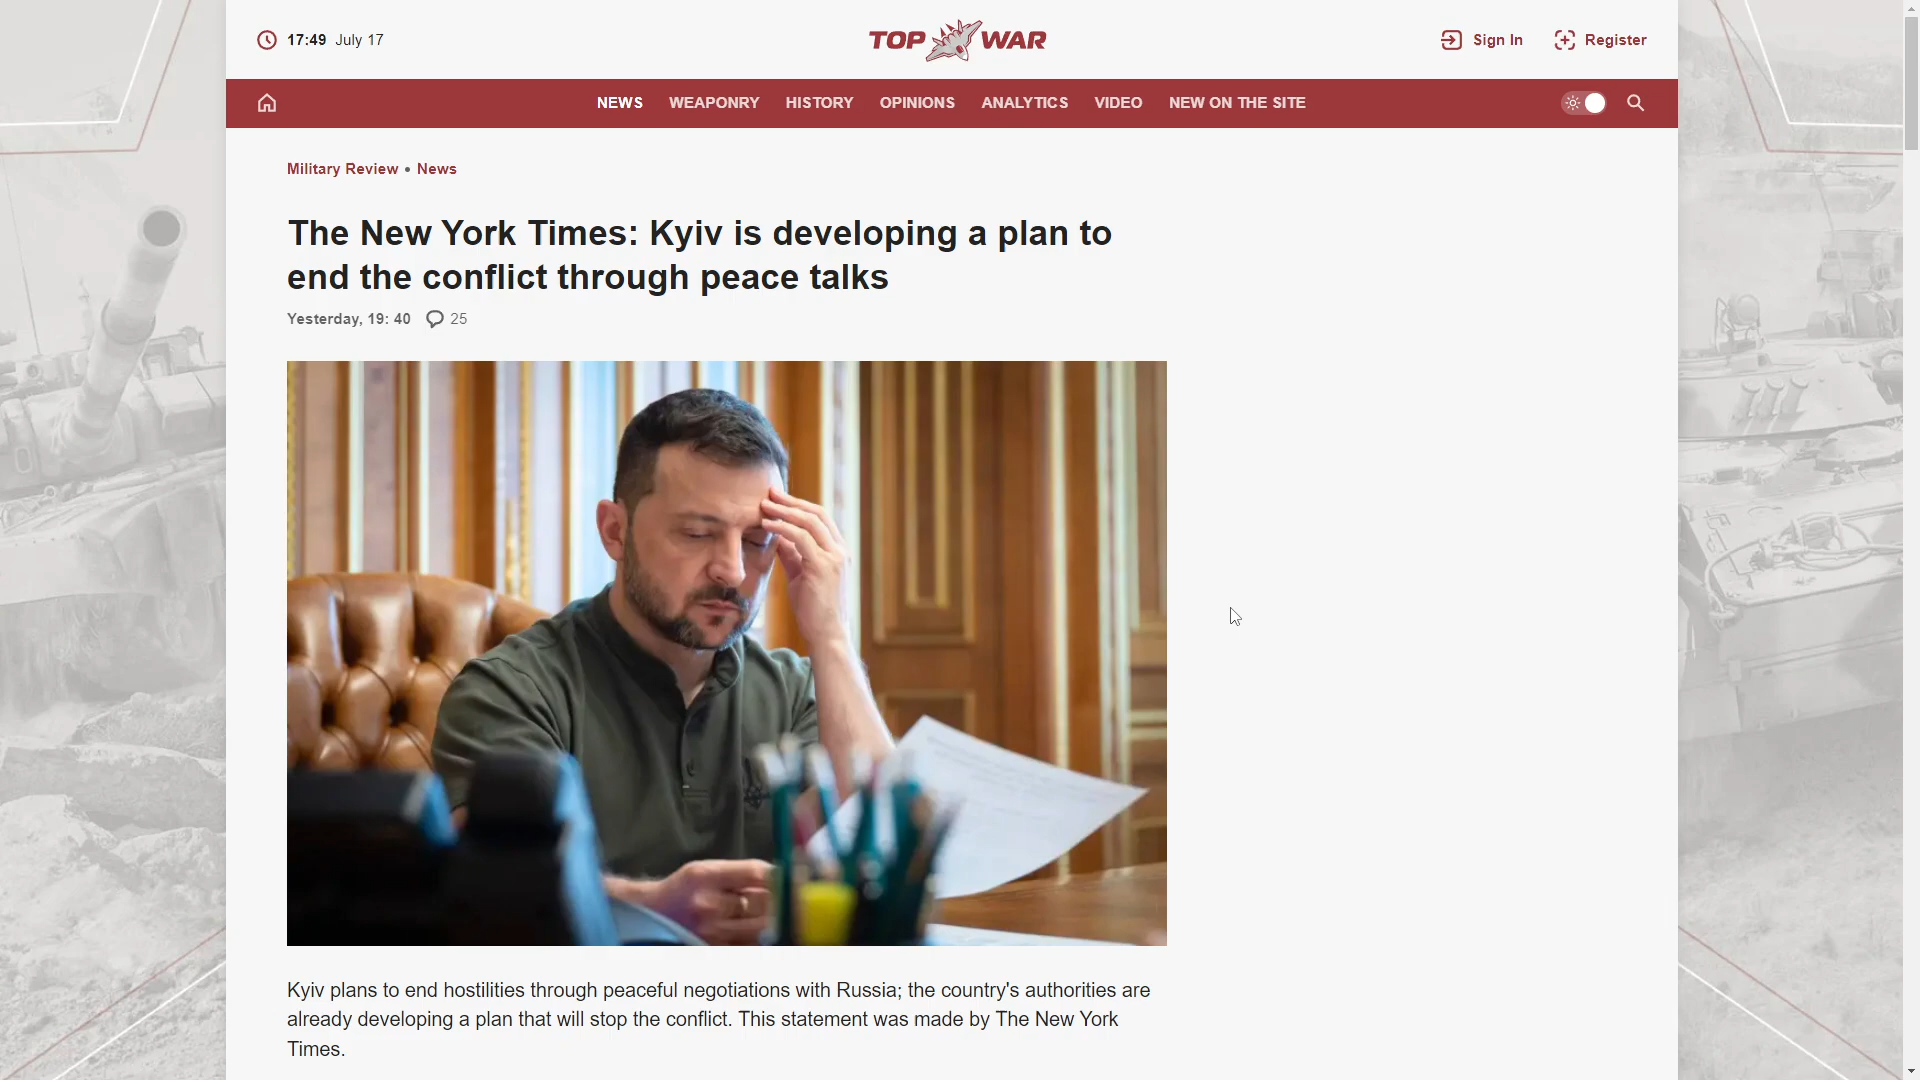 17:49 July 17
TOP WAR
Sign In
Register
NEWS WEAPONRY HISTORY OPINIONS ANALYTICS VIDEO NEW ON THE SITE
Military Review • News
The New York Times: Kyiv is developing a plan to
end the conflict through peace talks
Yesterday, 19: 40 25
Kyiv plans to end hostilities through peaceful negotiations with Russia; the country's authorities are
already developing a plan that will stop the conflict. This statement was made by The New York
Times.